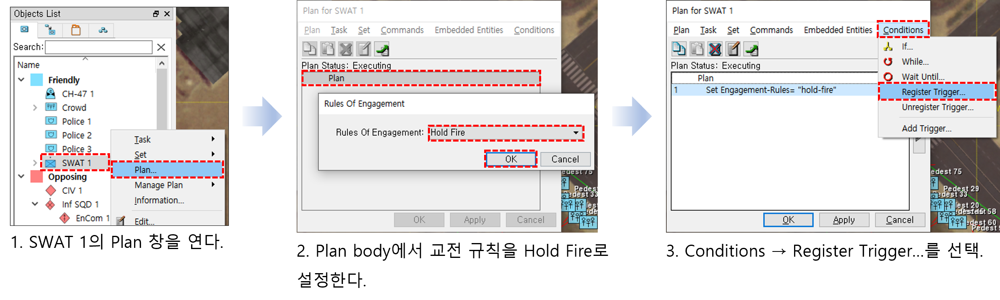 Objects List
Search:
Name
Friendly
CH-47 1
Crowd
Police 1
Police 2
Police 3
SWAT 1
Opposing
CIV 1
Inf SQD 1
EnCom 1
Task
Set
Plan...
Manage Plan
Information...
Edit...
1. SWAT 1의 Plan 창을 연다.
Plan for SWAT 1
Plan Task Set Commands Embedded Entities Conditions
Plan Status: Executing
Plan
Rules Of Engagement
Rules Of Engagement: Hold Fire
OK Cancel
OK Apply Cancel
2. Plan body에서 교전 규칙을 Hold Fire로
설정한다.
Plan for SWAT 1
Plan Task Set Commands Embedded Entities Conditions
If...
While...
Wait Until...
Register Trigger...
Unregister Trigger...
Add Trigger...
Plan Status: Executing
Plan
1 Set Engagement-Rules= "hold-fire"
OK Apply Cancel
edest 75
Pedest 29
edest 33
lest 20
58
edest 60
3. Conditions → Register Trigger...를 선택.